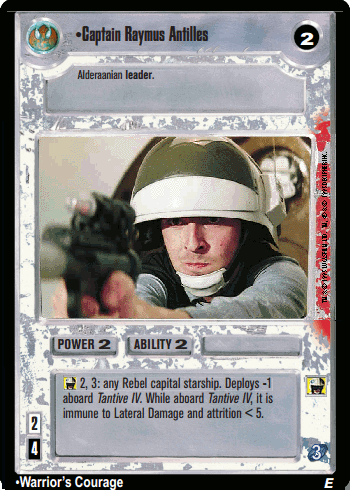 •Captain Raymus Antilles
2
Alderaanian leader.
POWER 2
ABILITY 2
2, 3: any Rebel capital starship. Deploys -1
aboard Tantive IV. While aboard Tantive IV, it is
immune to Lateral Damage and attrition < 5.
2
4
3
•Warrior's Courage
E